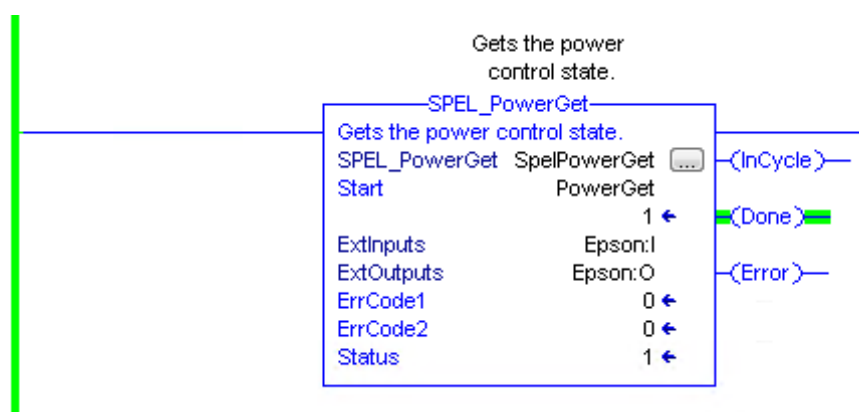 Gets the power
control state.
SPEL_PowerGet
Gets the power control state.
SPEL_PowerGet SpelPowerGet ...
(InCycle)
Start PowerGet
1
(Done)
ExtInputs Epson:I
ExtOutputs Epson:O
(Error)
ErrCode1 0
ErrCode2 0
Status 1